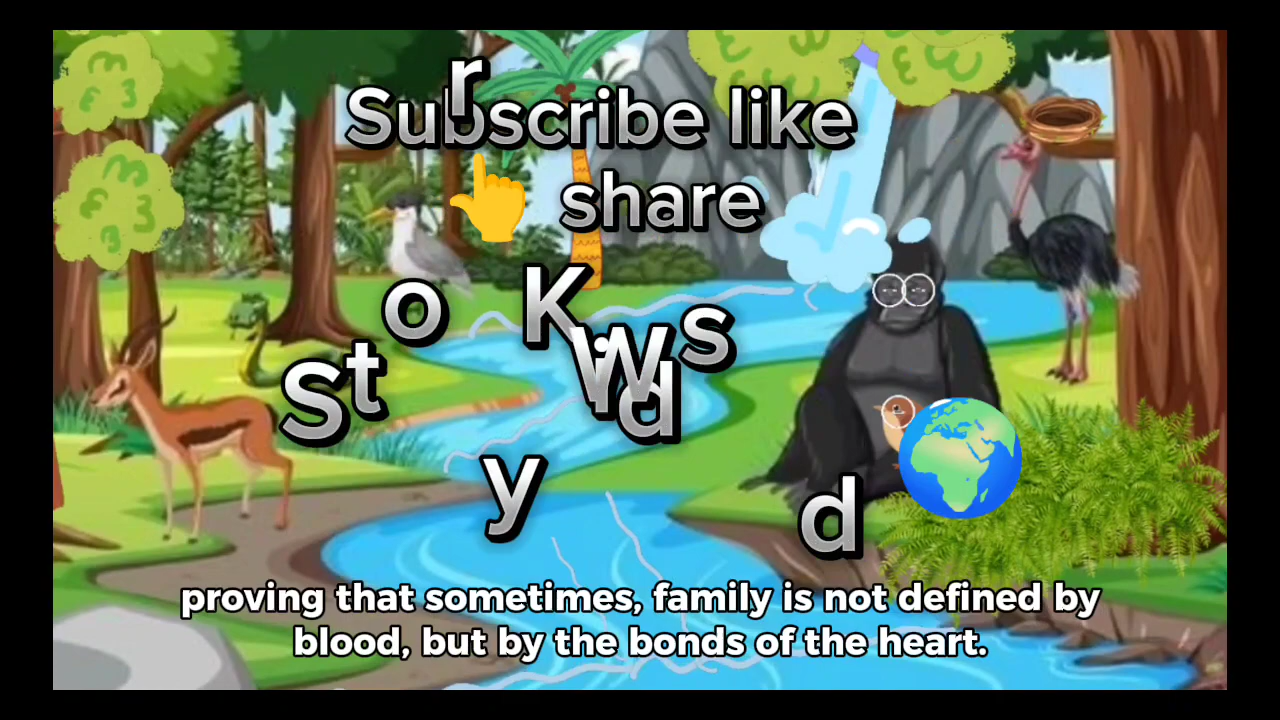 Subscribe like
👆 share
proving that sometimes, family is not defined by
blood, but by the bonds of the heart.